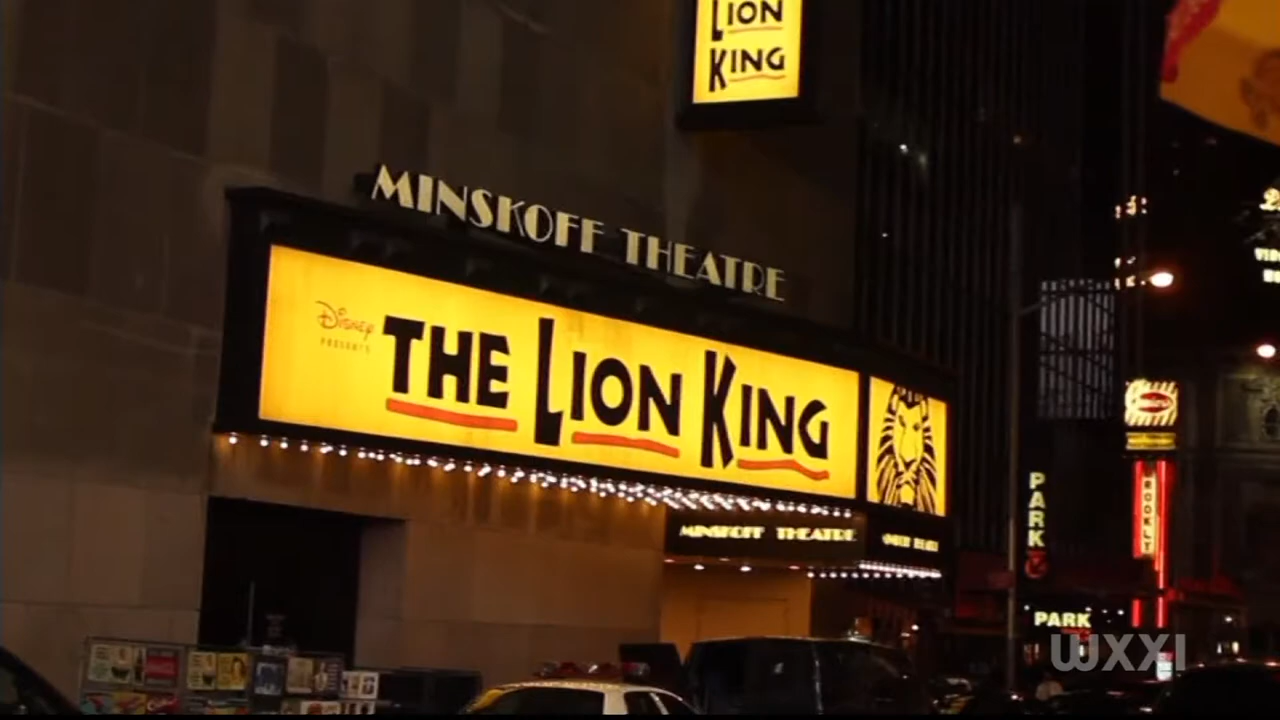 LION
KING
MINSKOFF THEATRE
Disney
PRESENTS
THE LION KING
MINSKOFF THEATRE
PARK
PARK
WXXI